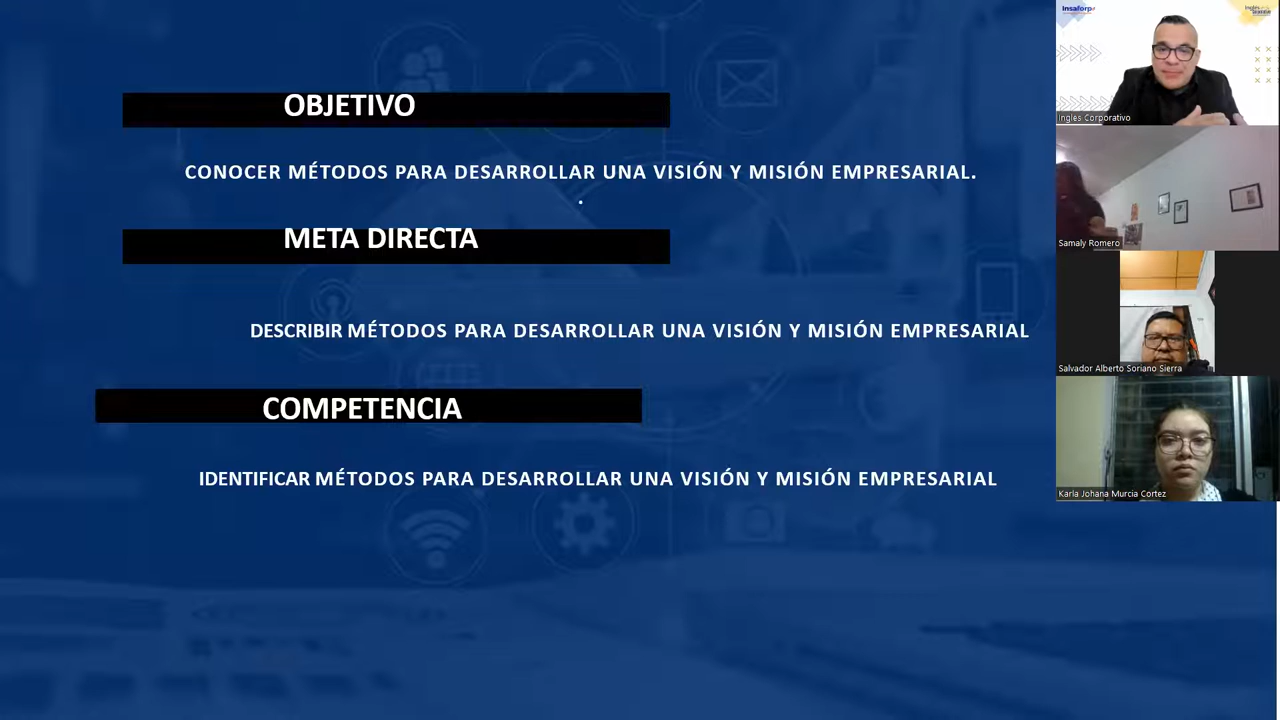 OBJETIVO
CONOCER MÉTODOS PARA DESARROLLAR UNA VISIÓN Y MISIÓN EMPRESARIAL.
.
META DIRECTA
DESCRIBIR MÉTODOS PARA DESARROLLAR UNA VISIÓN Y MISIÓN EMPRESARIAL
COMPETENCIA
IDENTIFICAR MÉTODOS PARA DESARROLLAR UNA VISIÓN Y MISIÓN EMPRESARIAL
Insaforp
Ingles Corporativo
Samaly Romero
Salvador Alberto Soriano Sierra
Karla Johana Murcia Cortez